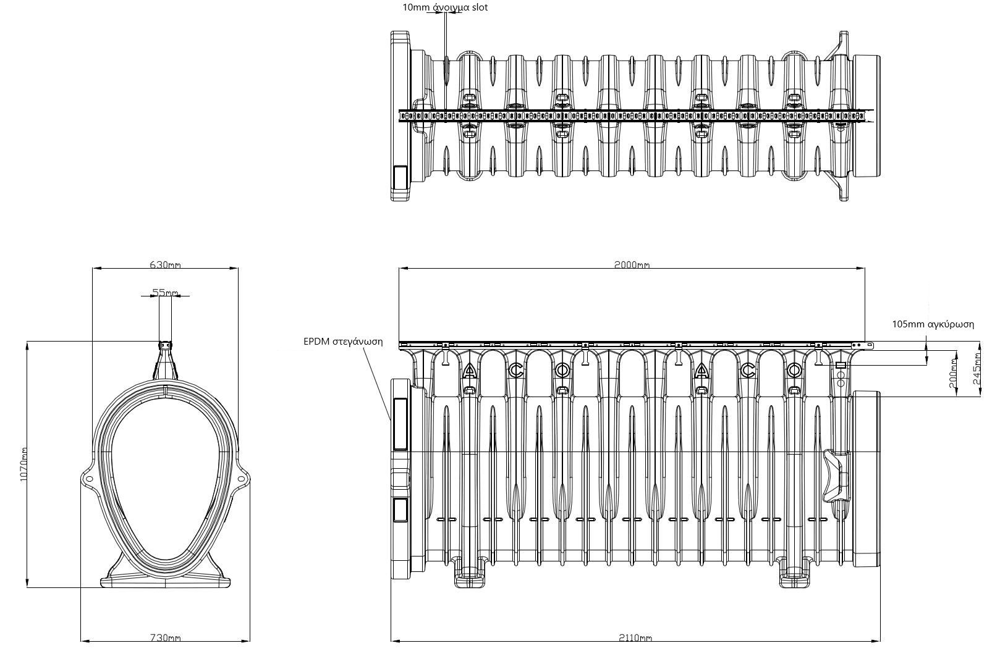 10mm άνοιγμα slot
630mm
2000mm
55mm
105mm αγκύρωση
EPDM στεγάνωση
A C O A C O
200mm
245mm
1070mm
730mm
2110mm